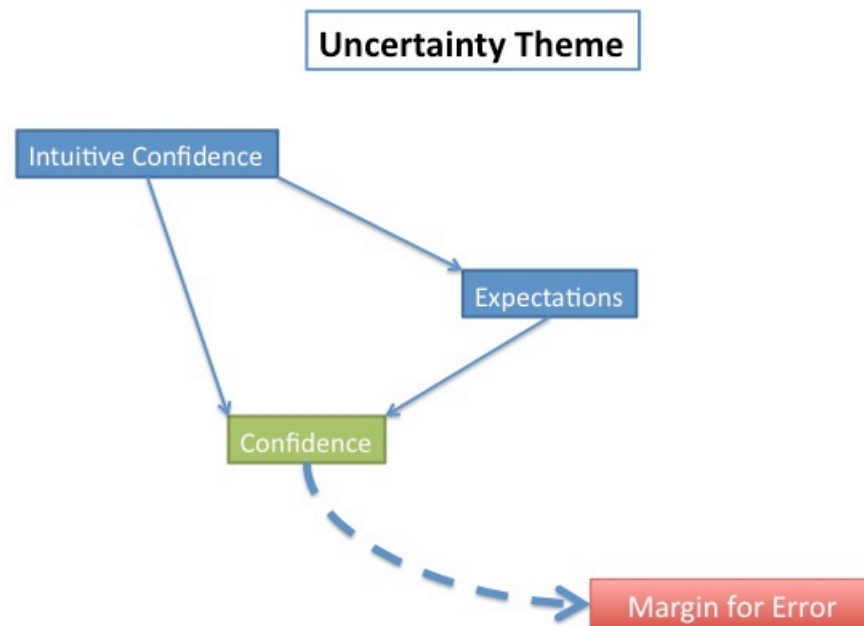 Uncertainty Theme
Intuitive Confidence
Expectations
Confidence
Margin for Error